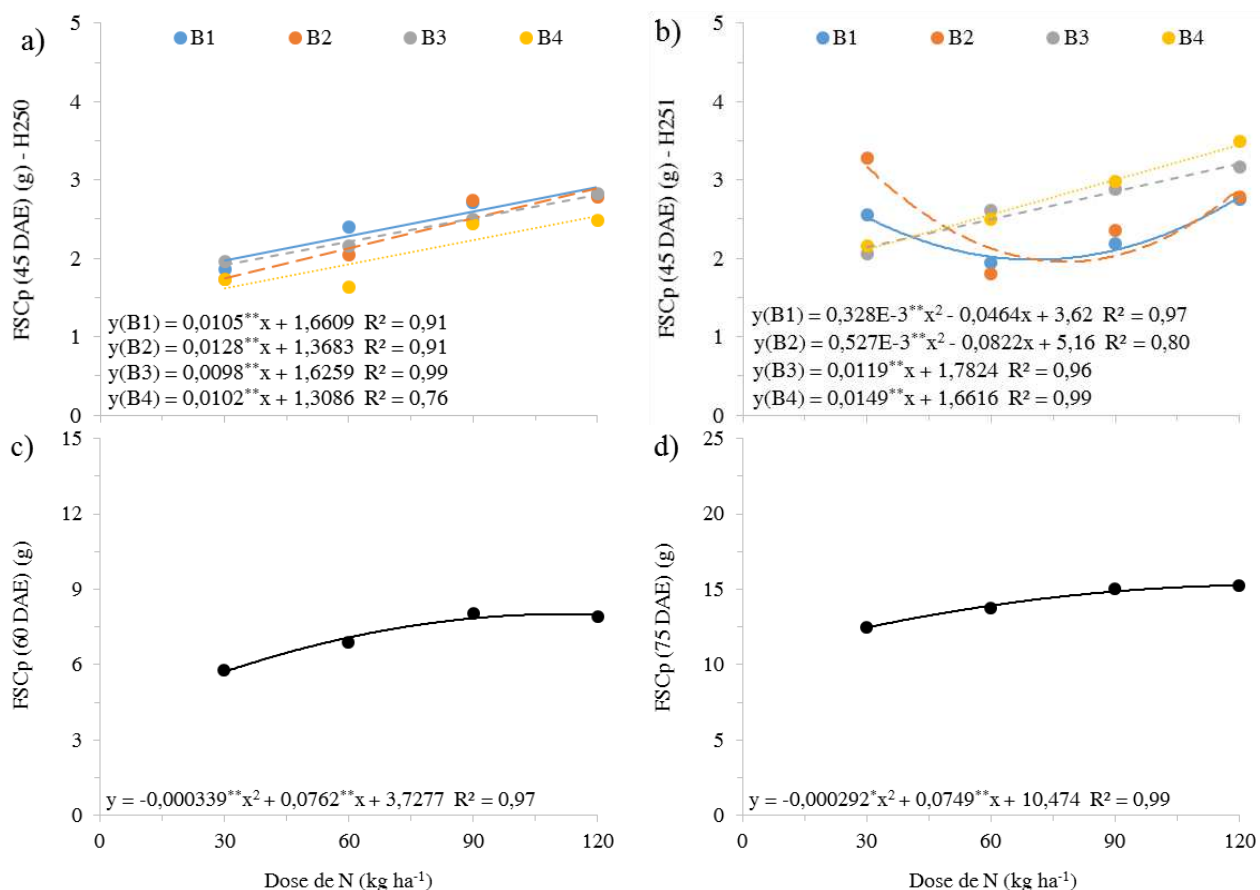 a)
B1 B2 B3 B4
FSCp (45 DAE) (g) - H250
5
4
3
2
1
0
y(B1) = 0,0105**x + 1,6609 R² = 0,91
y(B2) = 0,0128**x + 1,3683 R² = 0,91
y(B3) = 0,0098**x + 1,6259 R² = 0,99
y(B4) = 0,0102**x + 1,3086 R² = 0,76
b)
B1 B2 B3 B4
FSCp (45 DAE) (g) - H251
5
4
3
2
1
0
y(B1) = 0,328E-3**x² - 0,0464x + 3,62 R² = 0,97
y(B2) = 0,527E-3**x² - 0,0822x + 5,16 R² = 0,80
y(B3) = 0,0119**x + 1,7824 R² = 0,96
y(B4) = 0,0149**x + 1,6616 R² = 0,99
c)
FSCp (60 DAE) (g)
15
12
9
6
3
0
y = -0,000339**x² + 0,0762**x + 3,7277 R² = 0,97
0 30 60 90 120
Dose de N (kg ha⁻¹)
d)
FSCp (75 DAE) (g)
25
20
15
10
5
0
y = -0,000292*x² + 0,0749**x + 10,474 R² = 0,99
0 30 60 90 120
Dose de N (kg ha⁻¹)